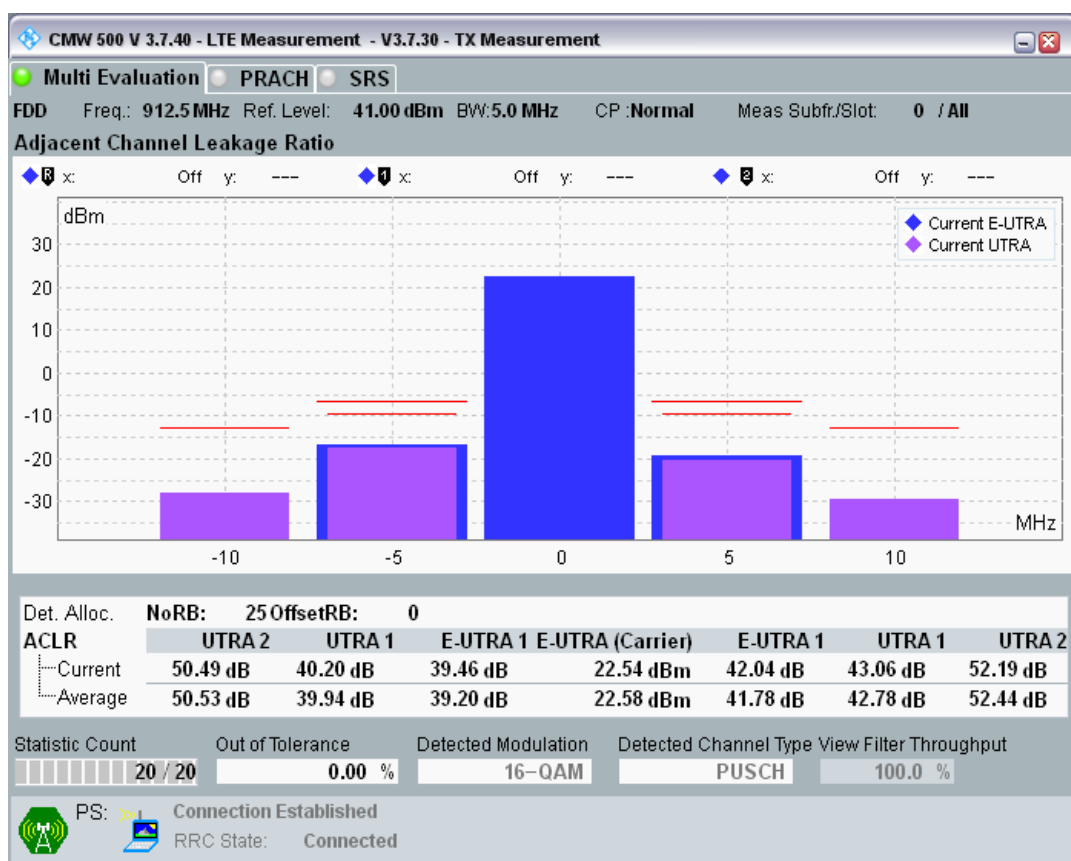 CMW 500 V 3.7.40 - LTE Measurement - V3.7.30 - TX Measurement
Multi Evaluation PRACH SRS
FDD Freq.: 912.5 MHz Ref. Level: 41.00 dBm BW: 5.0 MHz CP : Normal Meas Subfr./Slot: 0 / All
Adjacent Channel Leakage Ratio
R x: Off y: --- 1 x: Off y: --- 2 x: Off y: ---
dBm
Current E-UTRA
Current UTRA
30
20
10
0
-10
-20
-30
MHz
-10 -5 0 5 10
Det. Alloc. NoRB: 25 OffsetRB: 0
ACLR UTRA 2 UTRA 1 E-UTRA 1 E-UTRA (Carrier) E-UTRA 1 UTRA 1 UTRA 2
Current 50.49 dB 40.20 dB 39.46 dB 22.54 dBm 42.04 dB 43.06 dB 52.19 dB
Average 50.53 dB 39.94 dB 39.20 dB 22.58 dBm 41.78 dB 42.78 dB 52.44 dB
Statistic Count Out of Tolerance Detected Modulation Detected Channel Type View Filter Throughput
20 / 20 0.00 % 16-QAM PUSCH 100.0 %
PS: Connection Established
RRC State: Connected